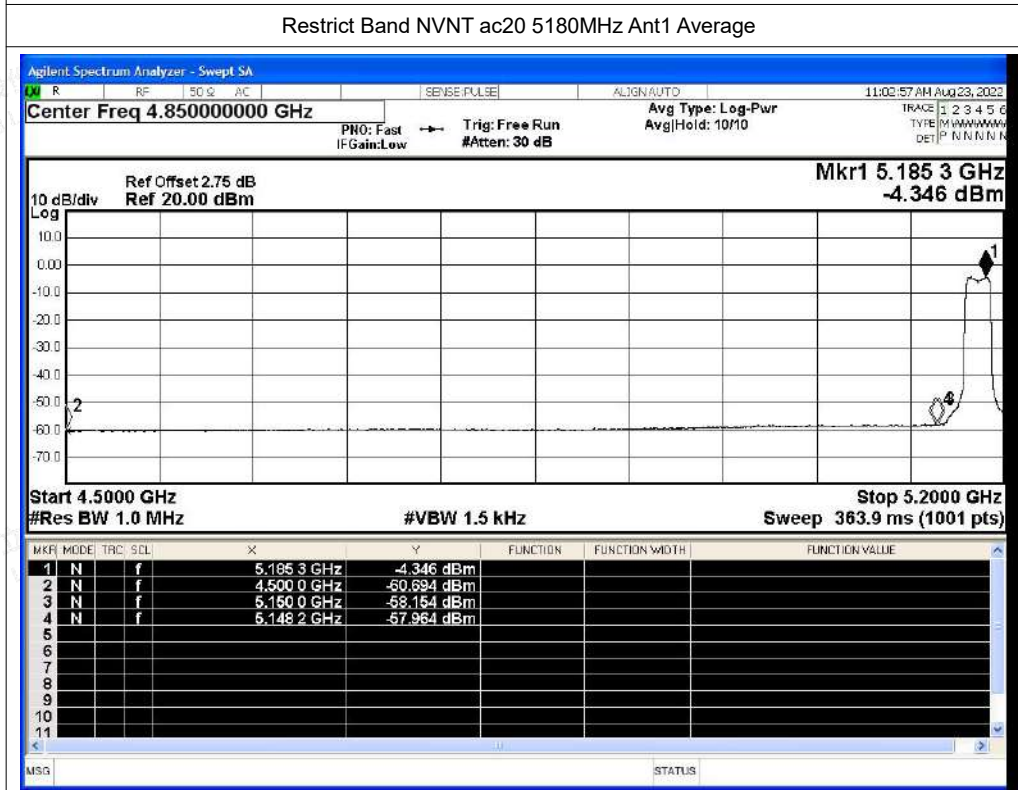 Restrict Band NVNT ac20 5180MHz Ant1 Average
Agilent Spectrum Analyzer - Swept SA
R RF 50 Ω AC SENSE:PULSE ALIGN AUTO 11:02:57 AM Aug 23, 2022
Center Freq 4.850000000 GHz Avg Type: Log-Pwr TRACE 1 2 3 4 5 6
PNO: Fast Trig: Free Run Avg|Hold: 10/10 TYPE M WWWWW
IFGain:Low #Atten: 30 dB DET P N N N N N
Mkr1 5.185 3 GHz
Ref Offset 2.75 dB
10 dB/div Ref 20.00 dBm -4.346 dBm
Log
10.0
0.00
-10.0
-20.0
-30.0
-40.0
-50.0
-60.0
-70.0
1
2
Start 4.5000 GHz Stop 5.2000 GHz
#Res BW 1.0 MHz #VBW 1.5 kHz Sweep 363.9 ms (1001 pts)
MKR MODE TRC SCL X Y FUNCTION FUNCTION WIDTH FUNCTION VALUE
1 N f 5.185 3 GHz -4.346 dBm
2 N f 4.500 0 GHz -60.694 dBm
3 N f 5.150 0 GHz -58.154 dBm
4 N f 5.148 2 GHz -57.964 dBm
5
6
7
8
9
10
11
MSG STATUS